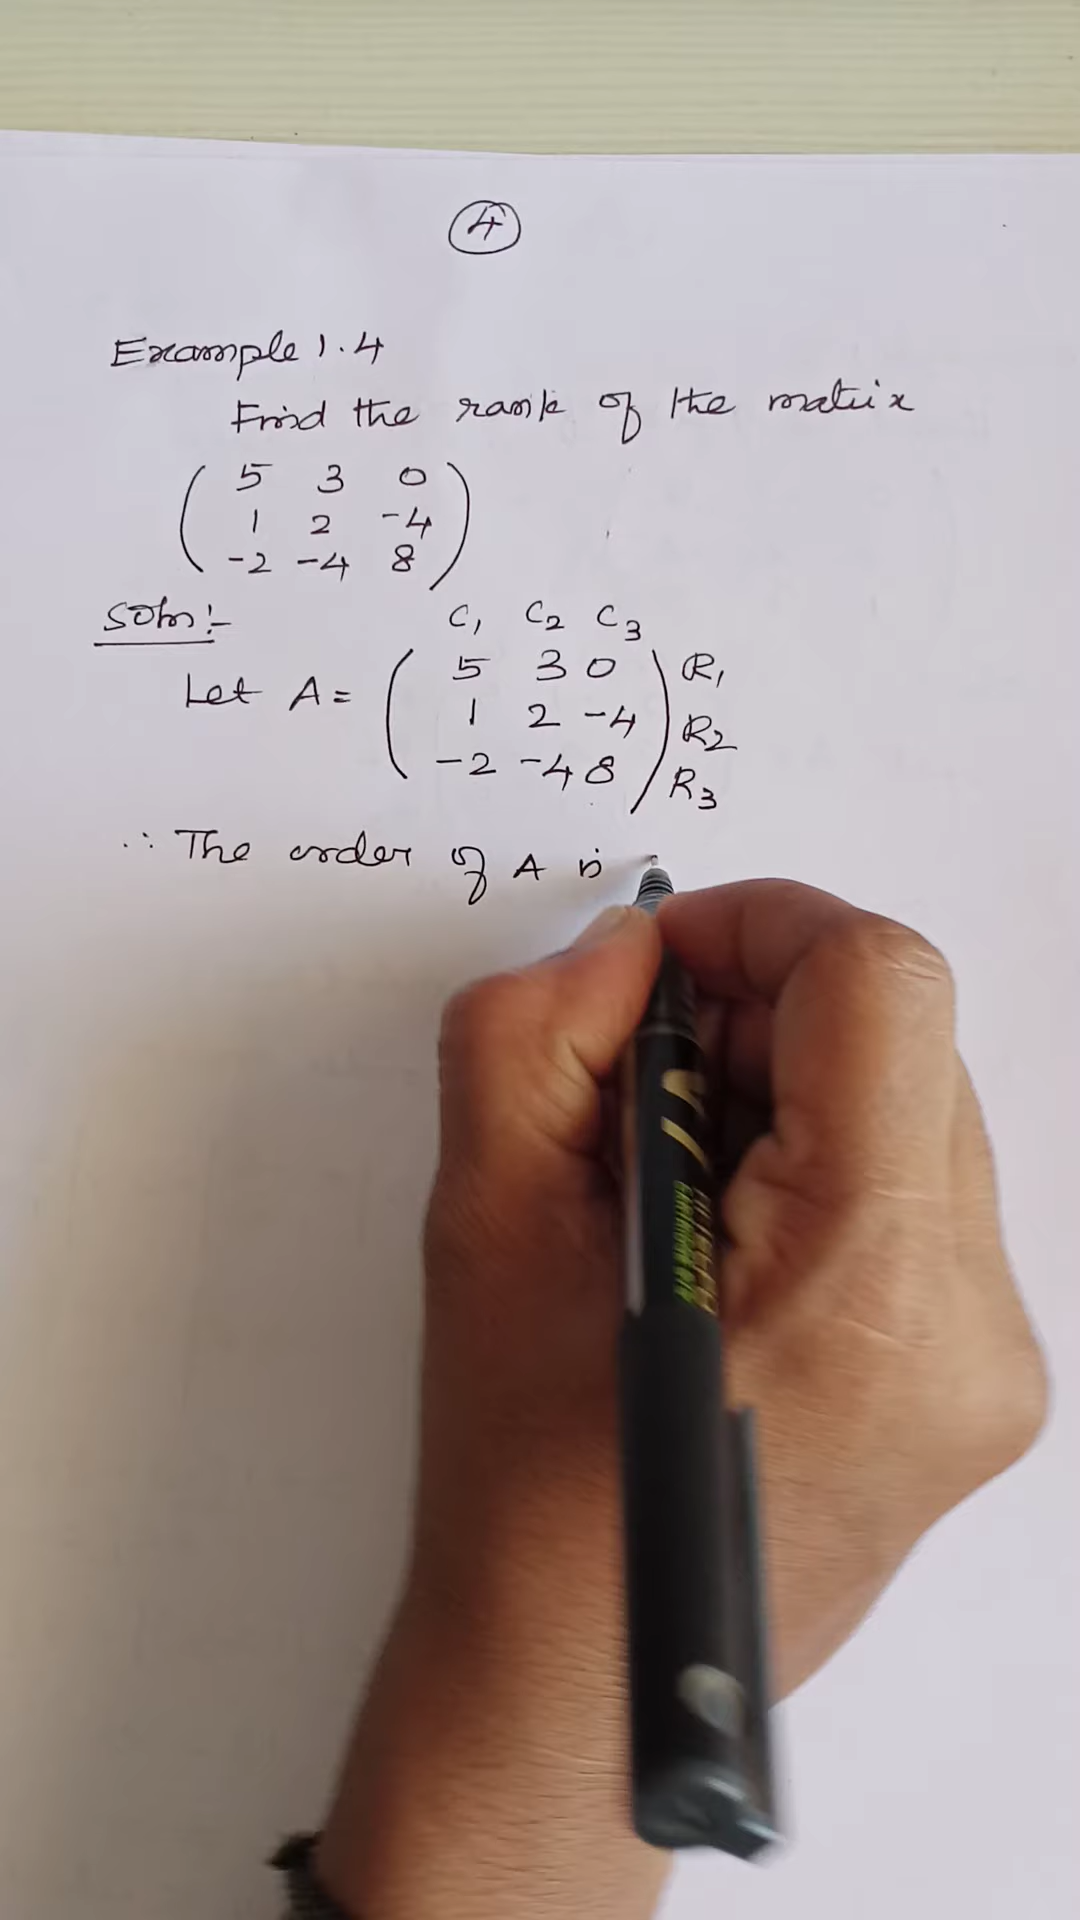 4
Example 1.4
Find the rank of the matrix
5 3 0
1 2 -4
-2 -4 8
Soln:-
C1 C2 C3
Let A = ( 5 3 0 ) R1
1 2 -4 R2
-2 -4 8 R3
∴ The order of A is